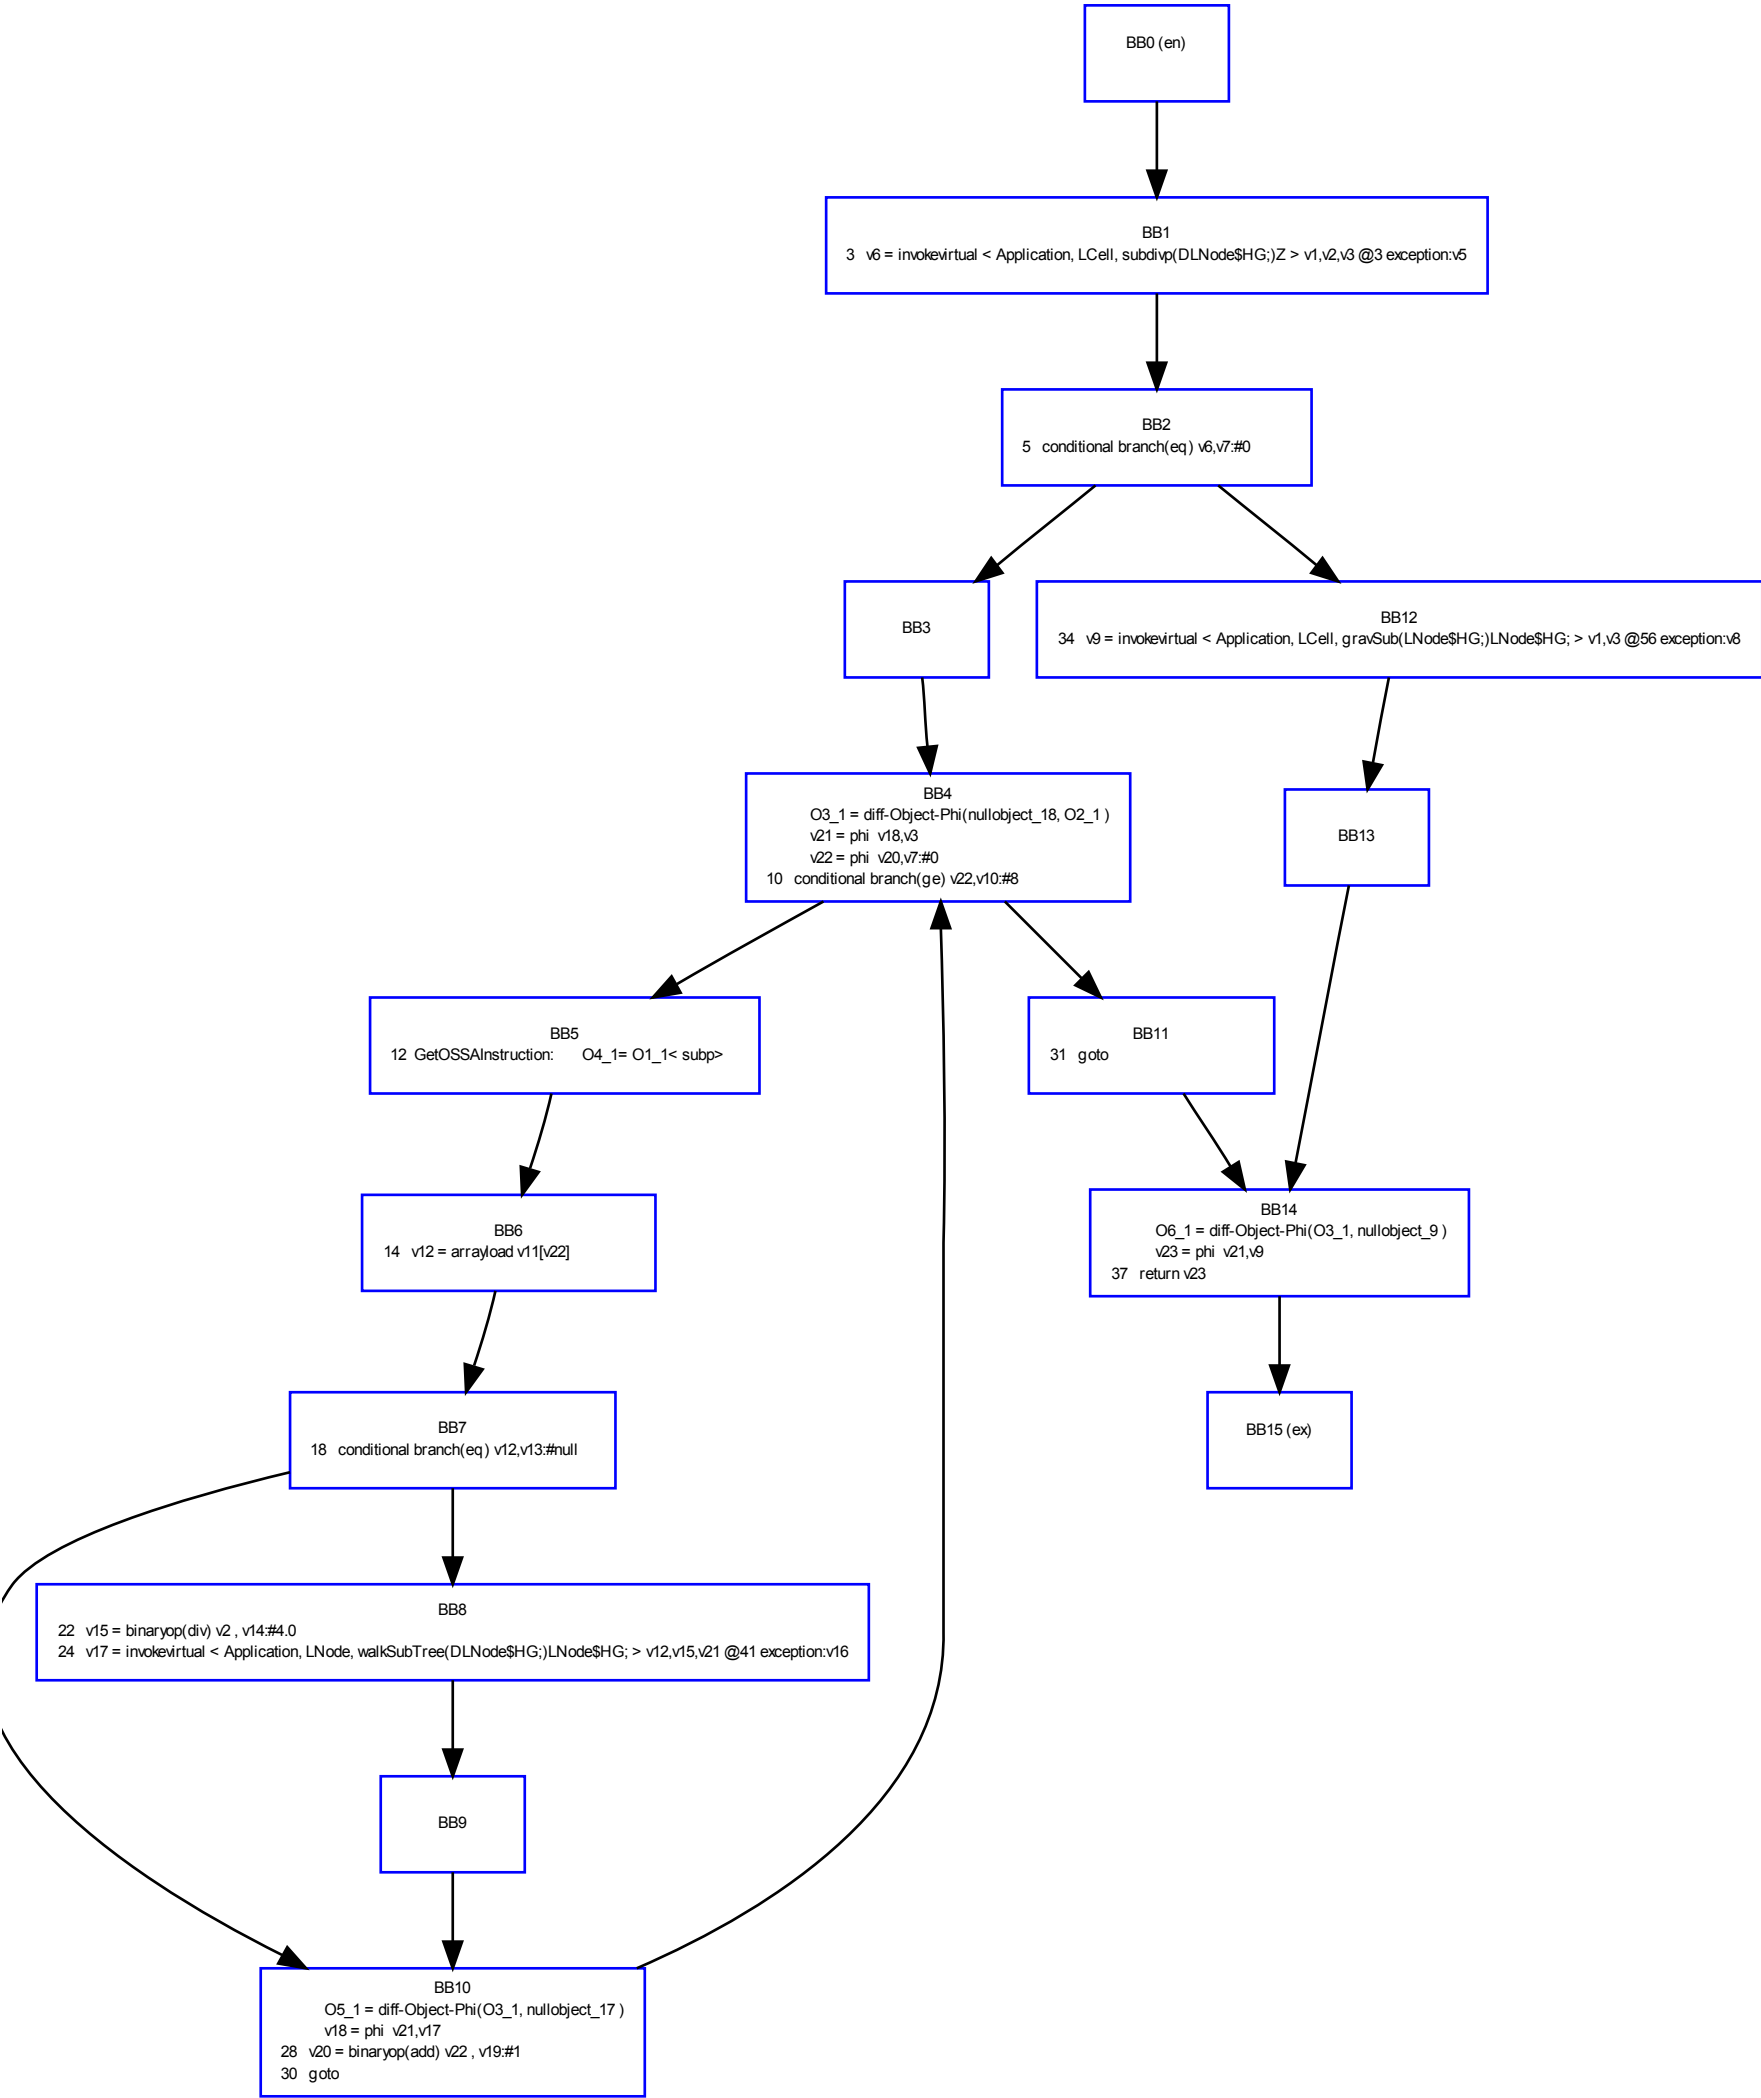 BB0 (en)
BB1
3 v6 = invokevirtual < Application, LCell, subdivp(DLNode$HG;)Z > v1,v2,v3 @3 exception:v5
BB2
5 conditional branch(eq) v6,v7:#0
BB3
BB12
34 v9 = invokevirtual < Application, LCell, gravSub(LNode$HG;)LNode$HG; > v1,v3 @56 exception:v8
BB4
O3_1 = diff-Object-Phi(nullobject_18, O2_1 )
v21 = phi v18,v3
v22 = phi v20,v7:#0
10 conditional branch(ge) v22,v10:#8
BB13
BB5
12 GetOSSAInstruction: O4_1= O1_1< subp>
BB11
31 goto
BB6
14 v12 = arrayload v11[v22]
BB14
O6_1 = diff-Object-Phi(O3_1, nullobject_9 )
v23 = phi v21,v9
37 return v23
BB7
18 conditional branch(eq) v12,v13:#null
BB15 (ex)
BB8
22 v15 = binaryop(div) v2 , v14:#4.0
24 v17 = invokevirtual < Application, LNode, walkSubTree(DLNode$HG;)LNode$HG; > v12,v15,v21 @41 exception:v16
BB9
BB10
O5_1 = diff-Object-Phi(O3_1, nullobject_17 )
v18 = phi v21,v17
28 v20 = binaryop(add) v22 , v19:#1
30 goto